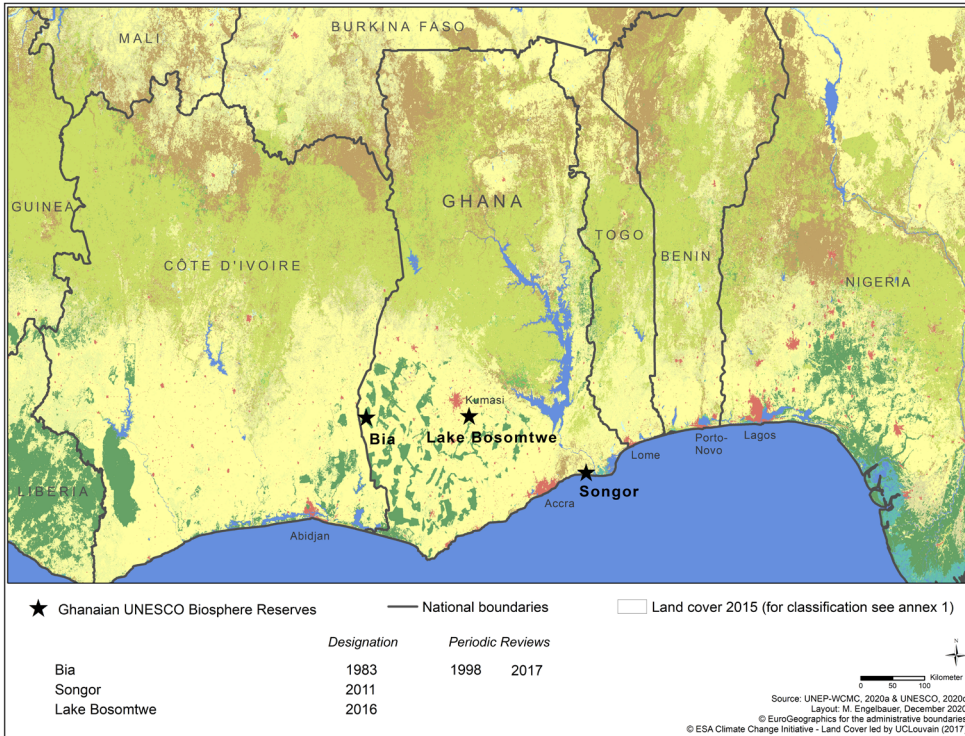 MALI
BURKINA FASO
GUINEA
GHANA
CÔTE D'IVOIRE
TOGO
BENIN
NIGERIA
Kumasi
Bia
Lake Bosomtwe
LIBERIA
Songor
Accra
Abidjan
Lome
Porto-
Novo
Lagos
Ghanaian UNESCO Biosphere Reserves
National boundaries
Land cover 2015 (for classification see annex 1)
Designation Periodic Reviews
Bia 1983 1998 2017
Songor 2011
Lake Bosomtwe 2016
N
Kilometer
0 50 100
Source: UNEP-WCMC, 2020a & UNESCO, 2020c
Layout: M. Engelbauer, December 2020
© EuroGeographics for the administrative boundaries
© ESA Climate Change Initiative - Land Cover led by UCLouvain (2017)